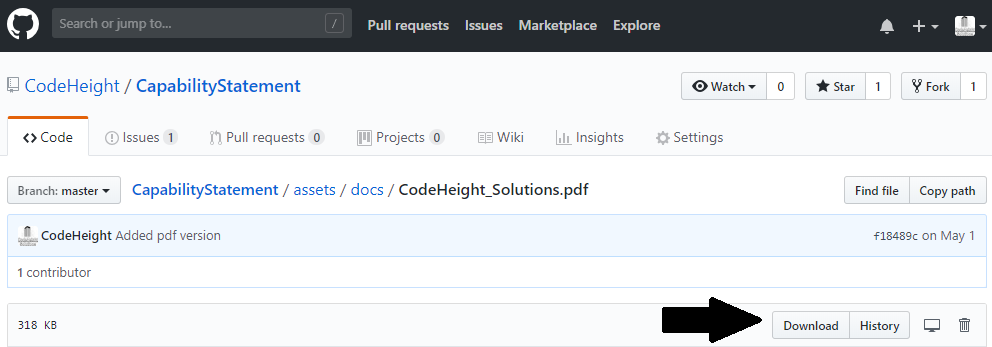 Search or jump to... / Pull requests Issues Marketplace Explore
CodeHeight / CapabilityStatement Watch 0 Star 1 Fork 1
Code Issues 1 Pull requests 0 Projects 0 Wiki Insights Settings
Branch: master CapabilityStatement / assets / docs / CodeHeight_Solutions.pdf Find file Copy path
CodeHeight Added pdf version f18489c on May 1
1 contributor
318 KB Download History